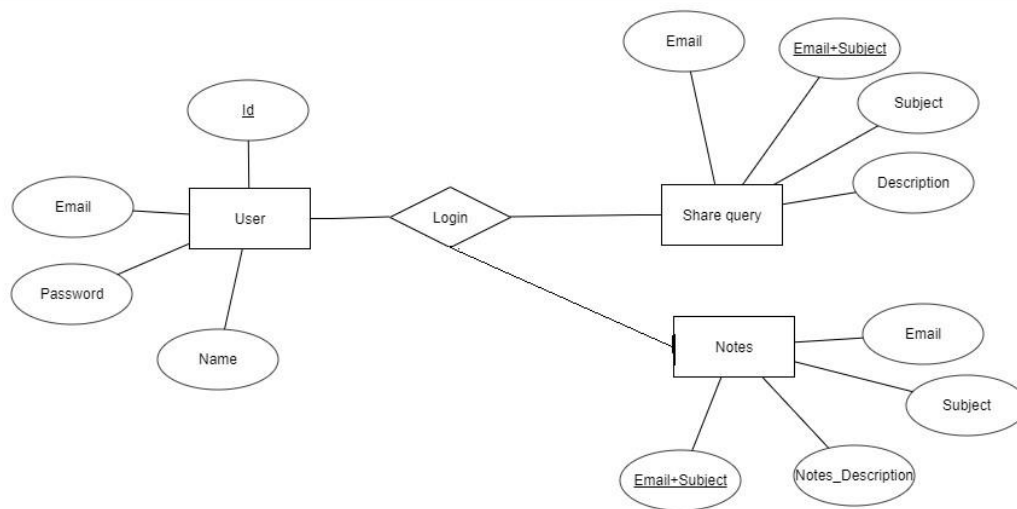 Email
Email+Subject
Id
Subject
Description
Email
User
Login
Share query
Password
Name
Notes
Email
Subject
Email+Subject
Notes_Description